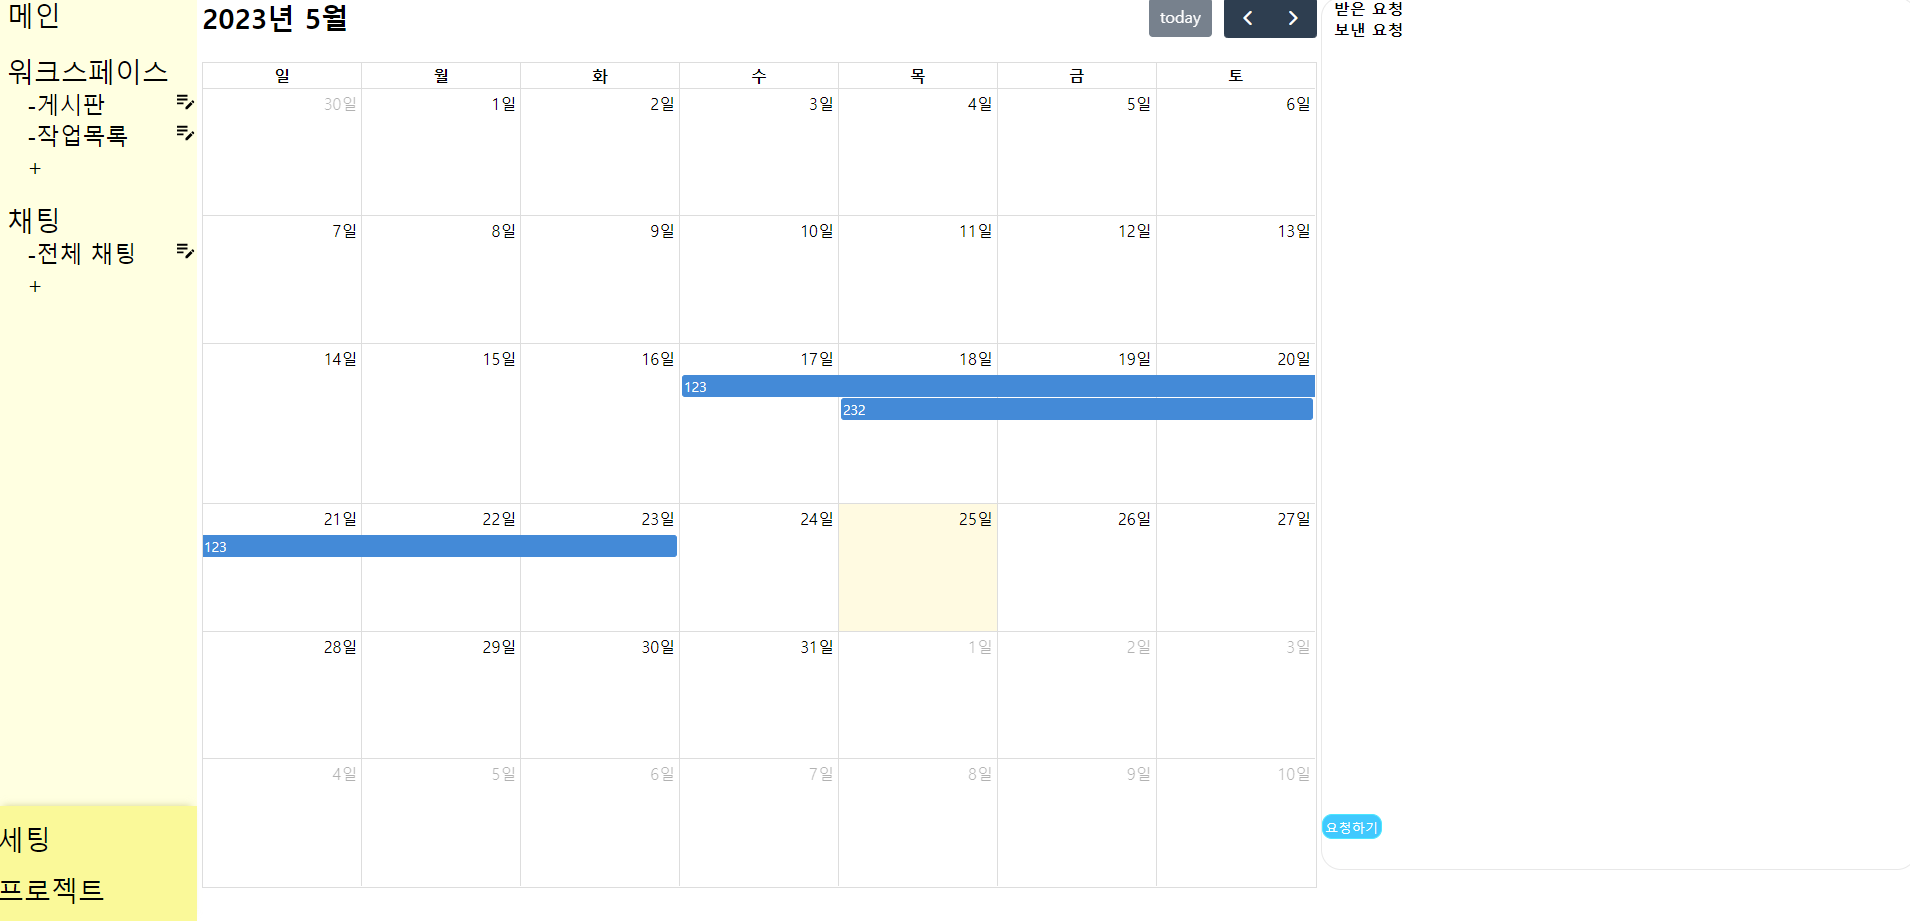 메인
워크스페이스
-게시판
-작업목록
+
채팅
-전체 채팅
+
세팅
프로젝트
2023년 5월
today
일 월 화 수 목 금 토
30일 1일 2일 3일 4일 5일 6일
7일 8일 9일 10일 11일 12일 13일
14일 15일 16일 17일 18일 19일 20일
123
232
21일 22일 23일 24일 25일 26일 27일
123
28일 29일 30일 31일 1일 2일 3일
4일 5일 6일 7일 8일 9일 10일
받은 요청
보낸 요청
요청하기